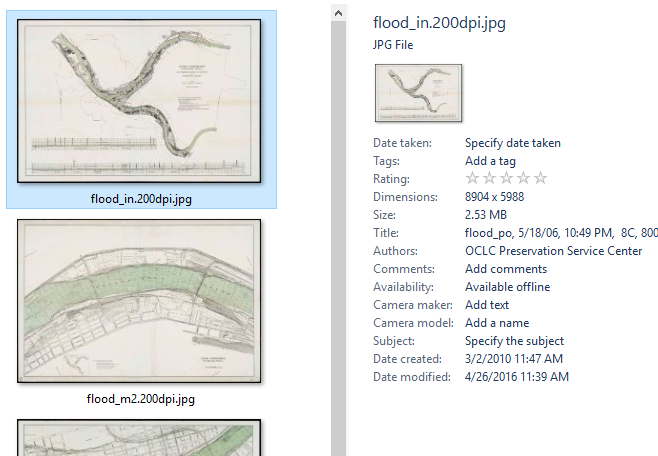 flood_in.200dpi.jpg
flood_m2.200dpi.jpg
flood_in.200dpi.jpg
JPG File
Date taken: Specify date taken
Tags: Add a tag
Rating:
Dimensions: 8904 x 5988
Size: 2.53 MB
Title: flood_po, 5/18/06, 10:49 PM, 8C, 800
Authors: OCLC Preservation Service Center
Comments: Add comments
Availability: Available offline
Camera maker: Add text
Camera model: Add a name
Subject: Specify the subject
Date created: 3/2/2010 11:47 AM
Date modified: 4/26/2016 11:39 AM